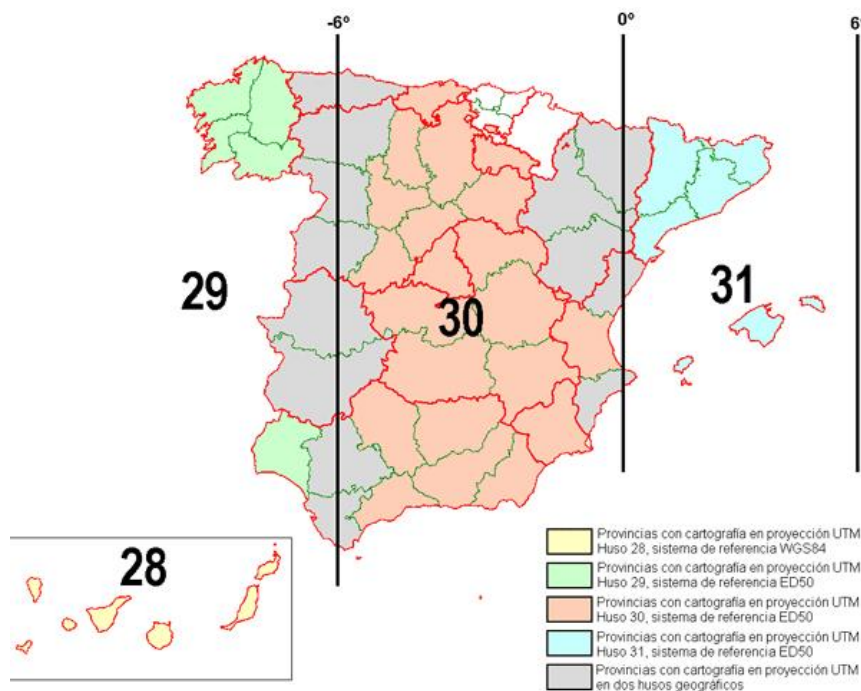 -6º
0º
6º
29
30
31
28
Provincias con cartografía en proyección UTM
Huso 28, sistema de referencia WGS84
Provincias con cartografía en proyección UTM
Huso 29, sistema de referencia ED50
Provincias con cartografía en proyección UTM
Huso 30, sistema de referencia ED50
Provincias con cartografía en proyección UTM
Huso 31, sistema de referencia ED50
Provincias con cartografía en proyección UTM
en dos husos geográficos